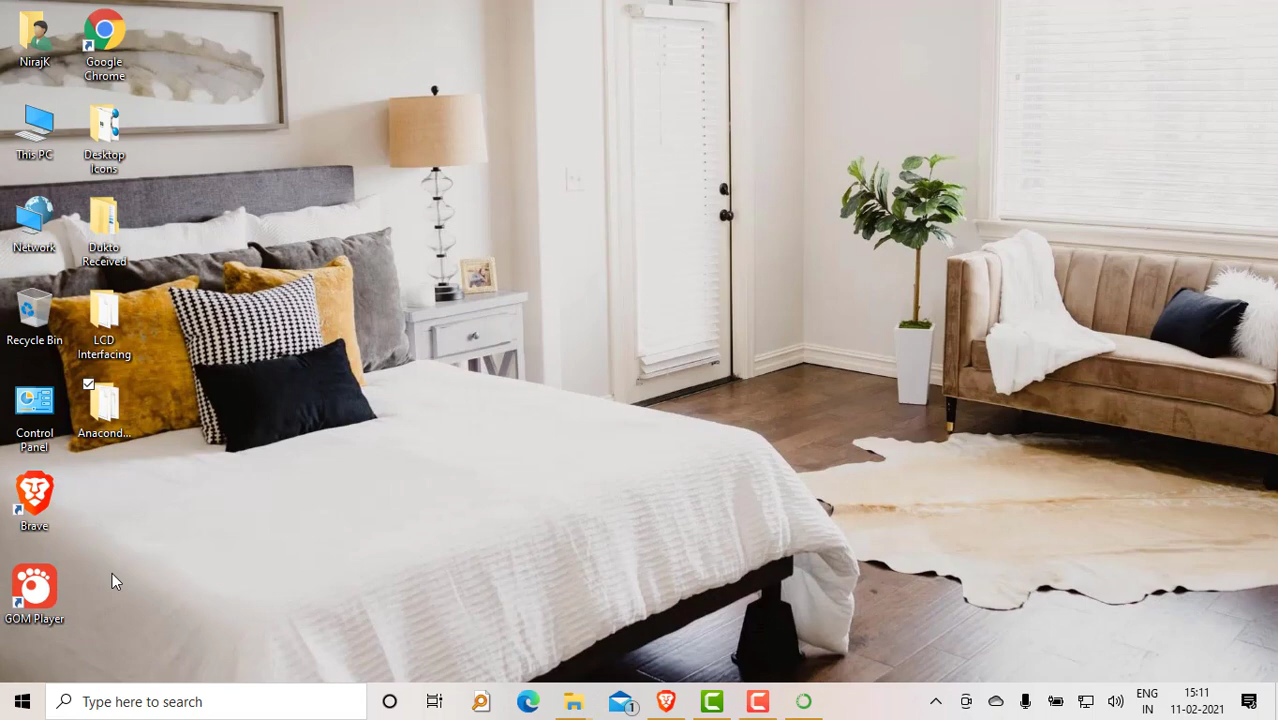 NirajK
Google
Chrome
This PC
Desktop
Icons
Network
Dukto
Received
Recycle Bin
LCD
Interfacing
Control
Panel
Anacond...
Brave
GOM Player
Type here to search
1
ENG
IN
15:11
11-02-2021